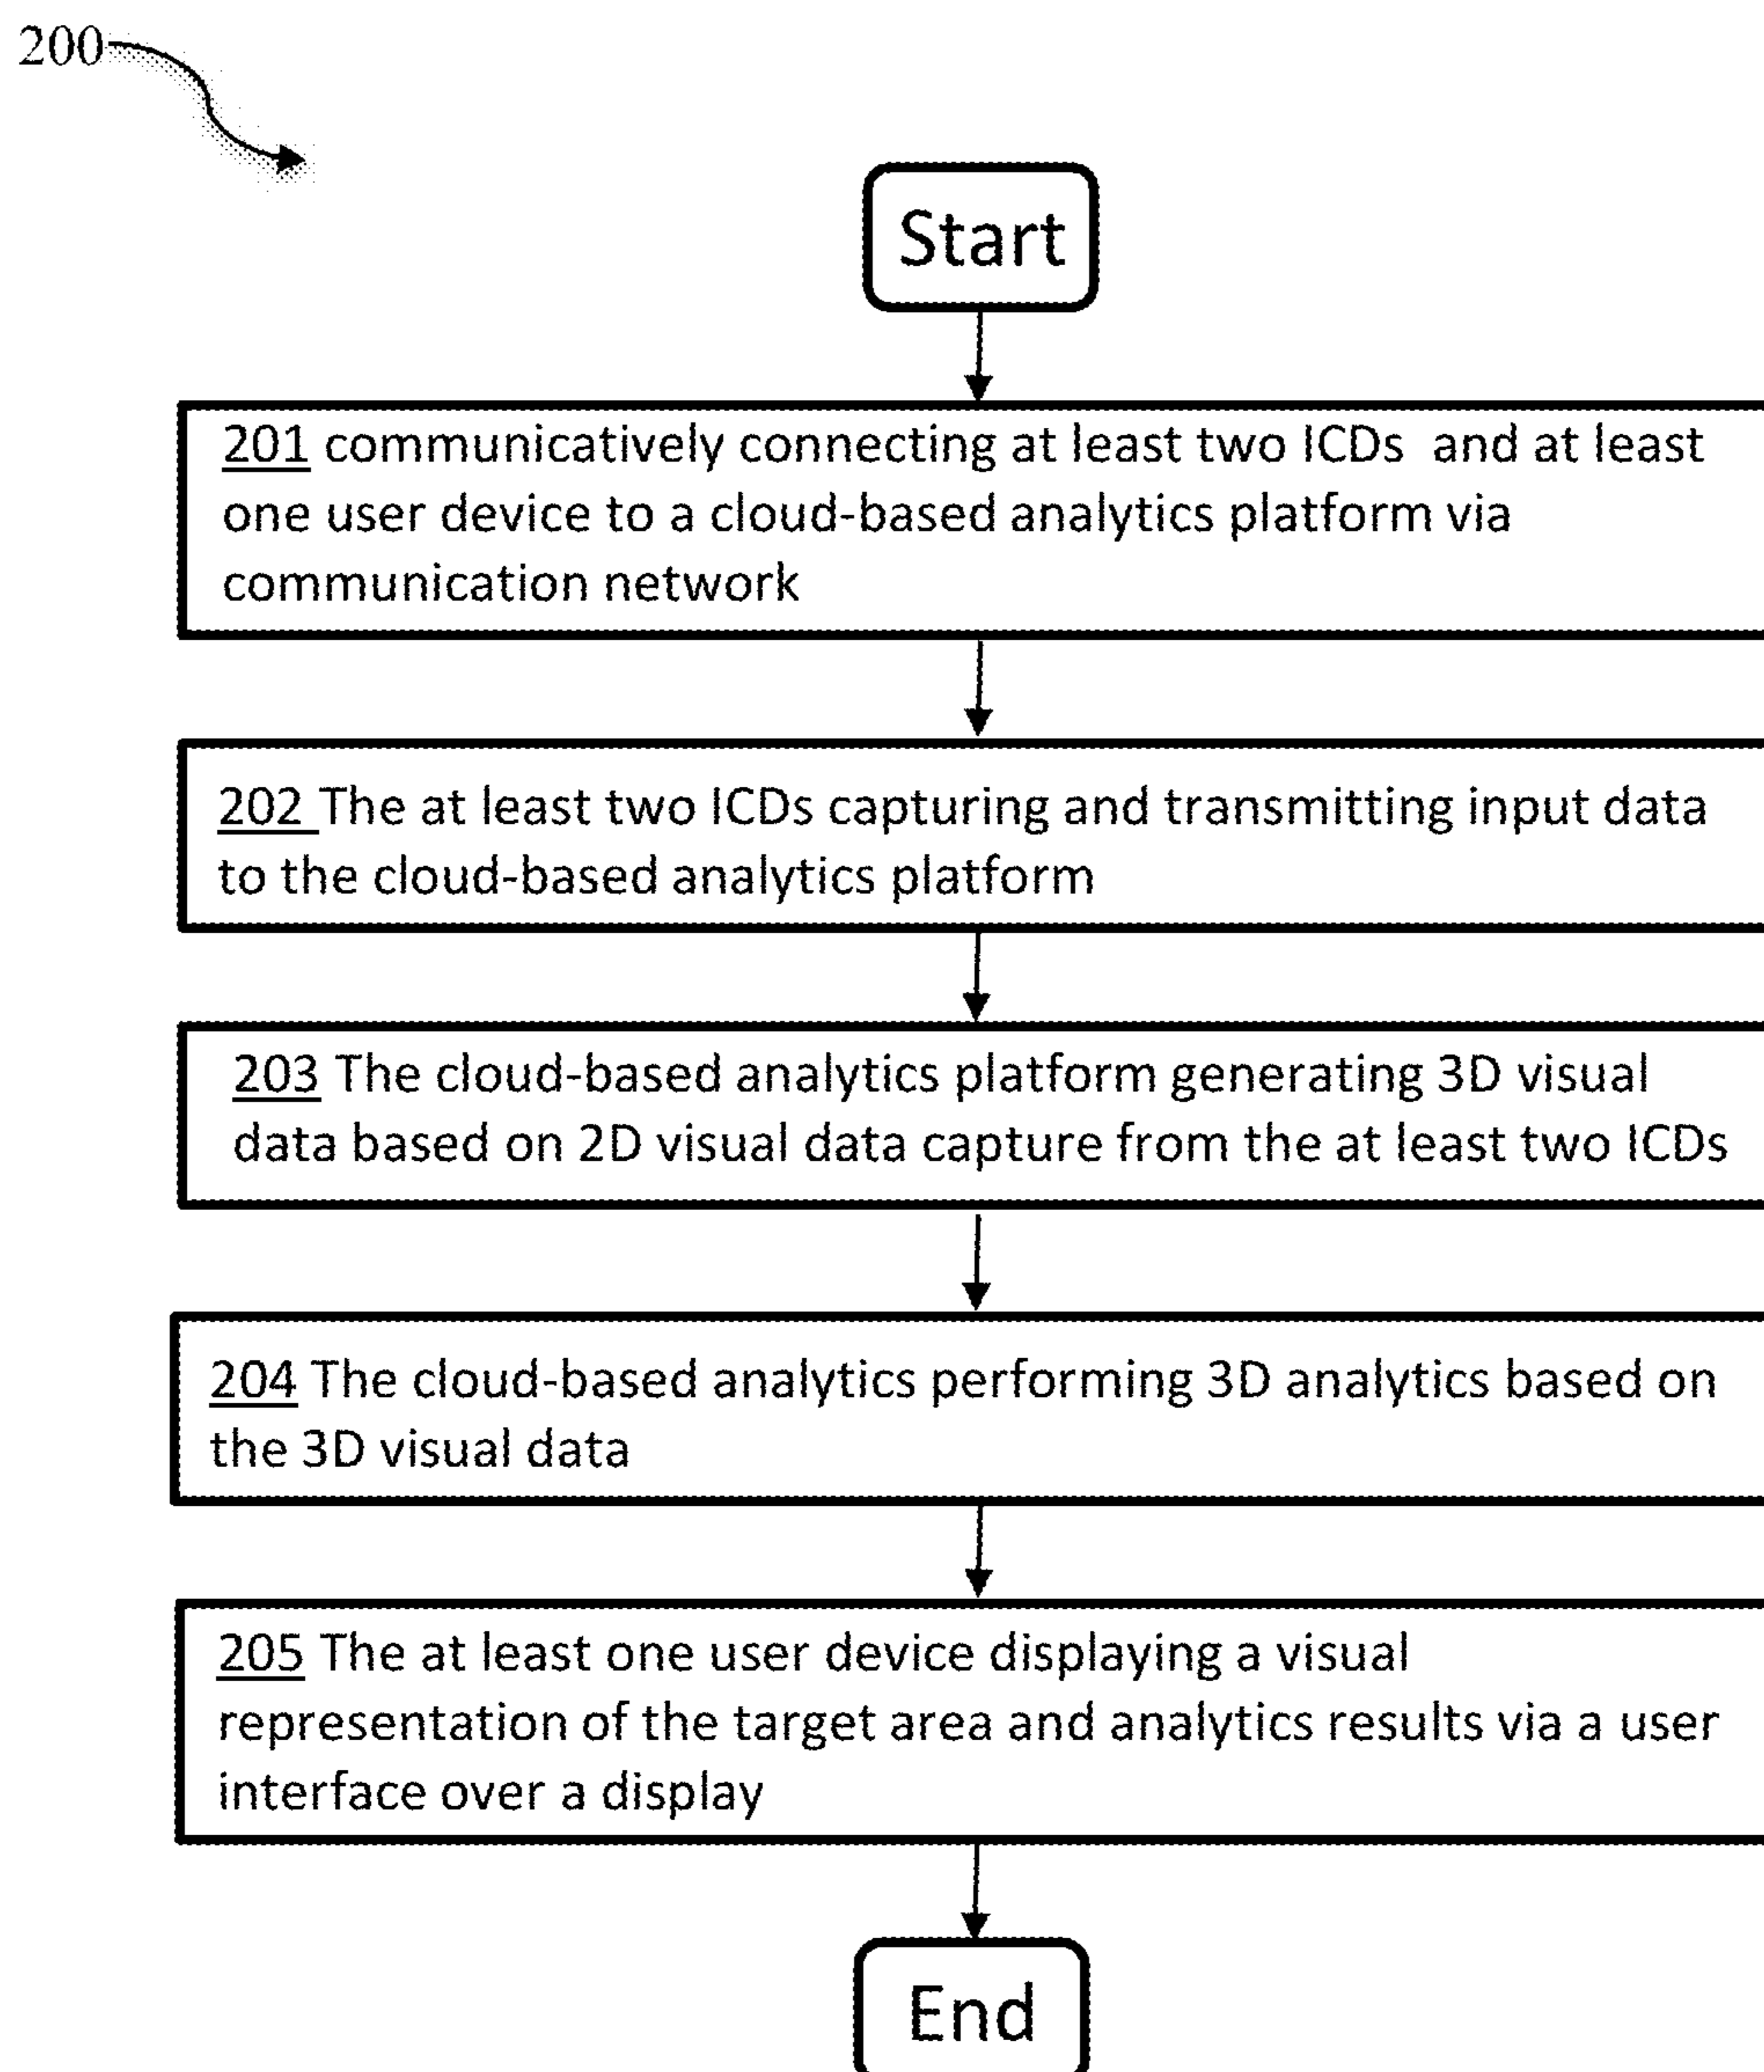 200
Start
201 communicatively connecting at least two ICDs and at least
one user device to a cloud-based analytics platform via
communication network
202 The at least two ICDs capturing and transmitting input data
to the cloud-based analytics platform
203 The cloud-based analytics platform generating 3D visual
data based on 2D visual data capture from the at least two ICDs
204 The cloud-based analytics performing 3D analytics based on
the 3D visual data
205 The at least one user device displaying a visual
representation of the target area and analytics results via a user
interface over a display
End